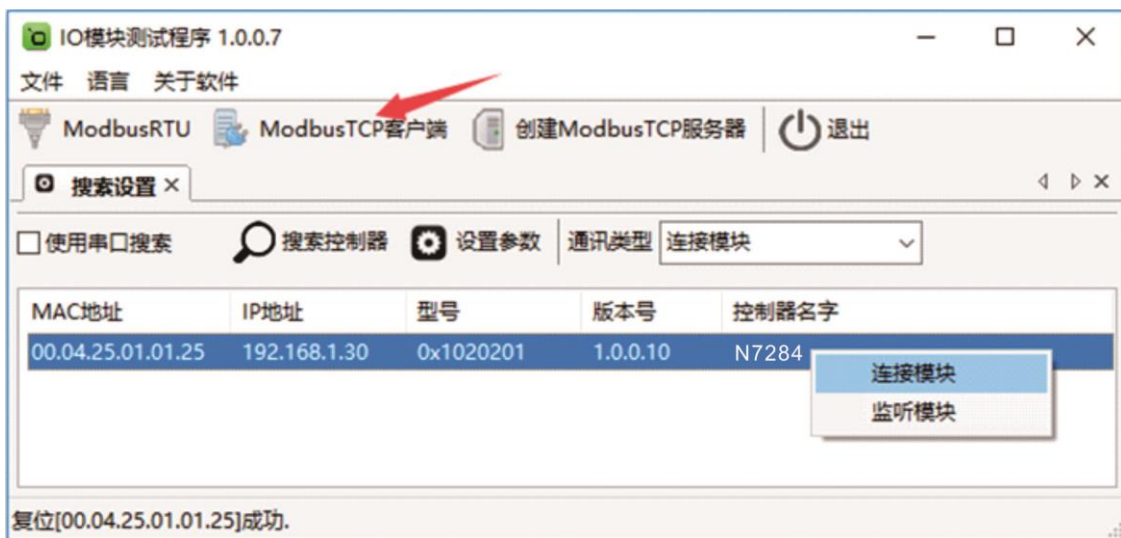 IO模块测试程序 1.0.0.7
文件 语言 关于软件
ModbusRTU ModbusTCP客户端 创建ModbusTCP服务器 退出
搜索设置
使用串口搜索 搜索控制器 设置参数 通讯类型 连接模块
MAC地址 IP地址 型号 版本号 控制器名字
00.04.25.01.01.25 192.168.1.30 0x1020201 1.0.0.10 N7284
连接模块
监听模块
复位[00.04.25.01.01.25]成功.